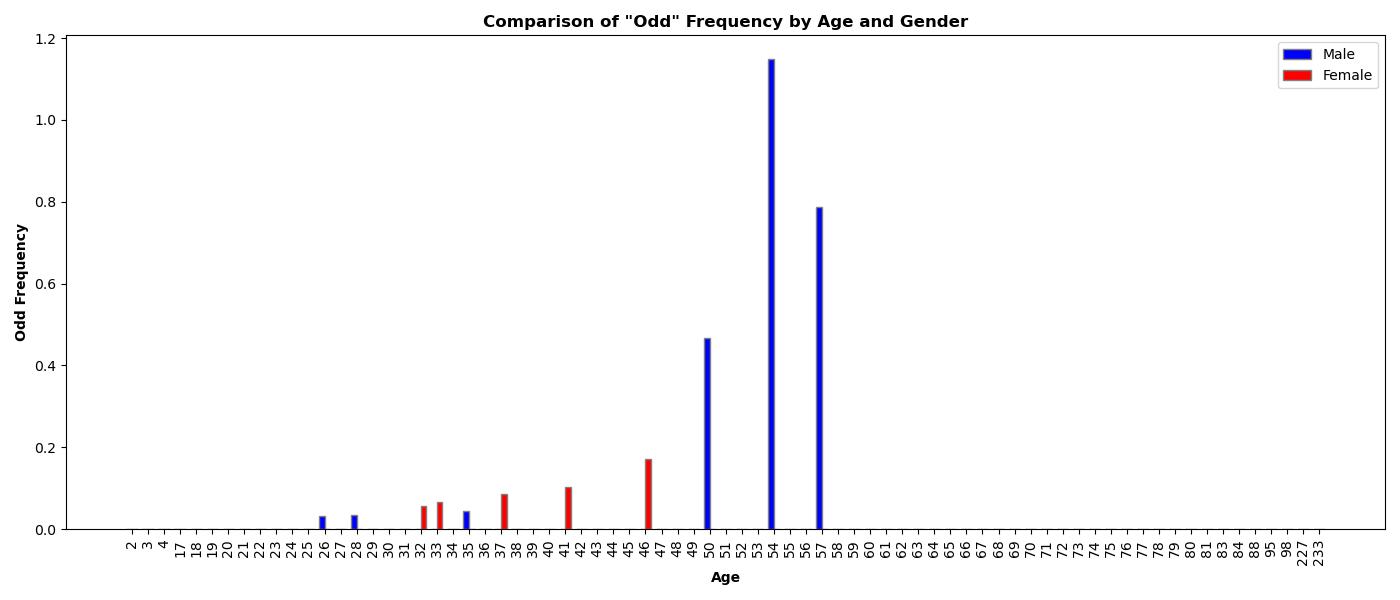 Comparison of "Odd" Frequency by Age and Gender
Male
Female
Odd Frequency
1.2
1.0
0.8
0.6
0.4
0.2
0.0
2 3 4 17 18 19 20 21 22 23 24 25 26 27 28 29 30 31 32 33 34 35 36 37 38 39 40 41 42 43 44 45 46 47 48 49 50 51 52 53 54 55 56 57 58 59 60 61 62 63 64 65 66 67 68 69 70 71 72 73 74 75 76 77 78 79 80 81 83 84 88 95 98 227 233
Age